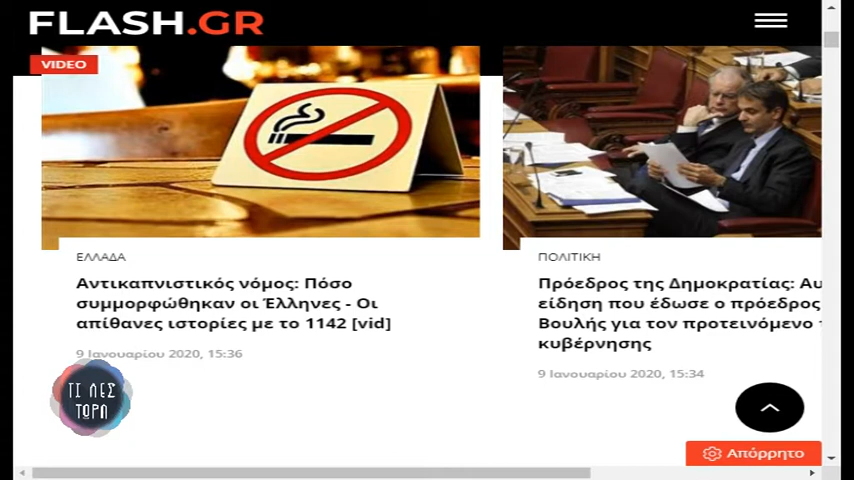 FLASH.GR
VIDEO
ΕΛΛΑΔΑ
Αντικαπνιστικός νόμος: Πόσο
συμμορφώθηκαν οι Έλληνες - Οι
απίθανες ιστορίες με το 1142 [vid]
9 Ιανουαρίου 2020, 15:36
ΠΟΛΙΤΙΚΗ
Πρόεδρος της Δημοκρατίας: Αυ
είδηση που έδωσε ο πρόεδρος
Βουλής για τον προτεινόμενο
κυβέρνησης
9 Ιανουαρίου 2020, 15:34
ΤΙ ΛΕΣ
ΤΩΡΑ
Απόρρητο